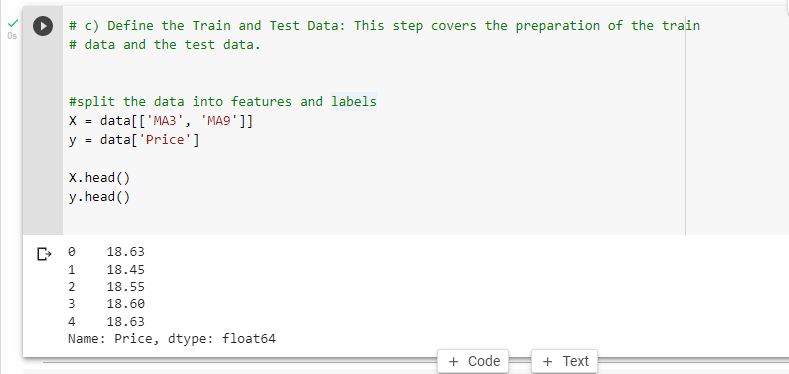 0s
# c) Define the Train and Test Data: This step covers the preparation of the train
# data and the test data.
#split the data into features and labels
X = data[['MA3', 'MA9']]
y = data['Price']
X.head()
y.head()
0    18.63
1    18.45
2    18.55
3    18.60
4    18.63
Name: Price, dtype: float64
+ Code    + Text